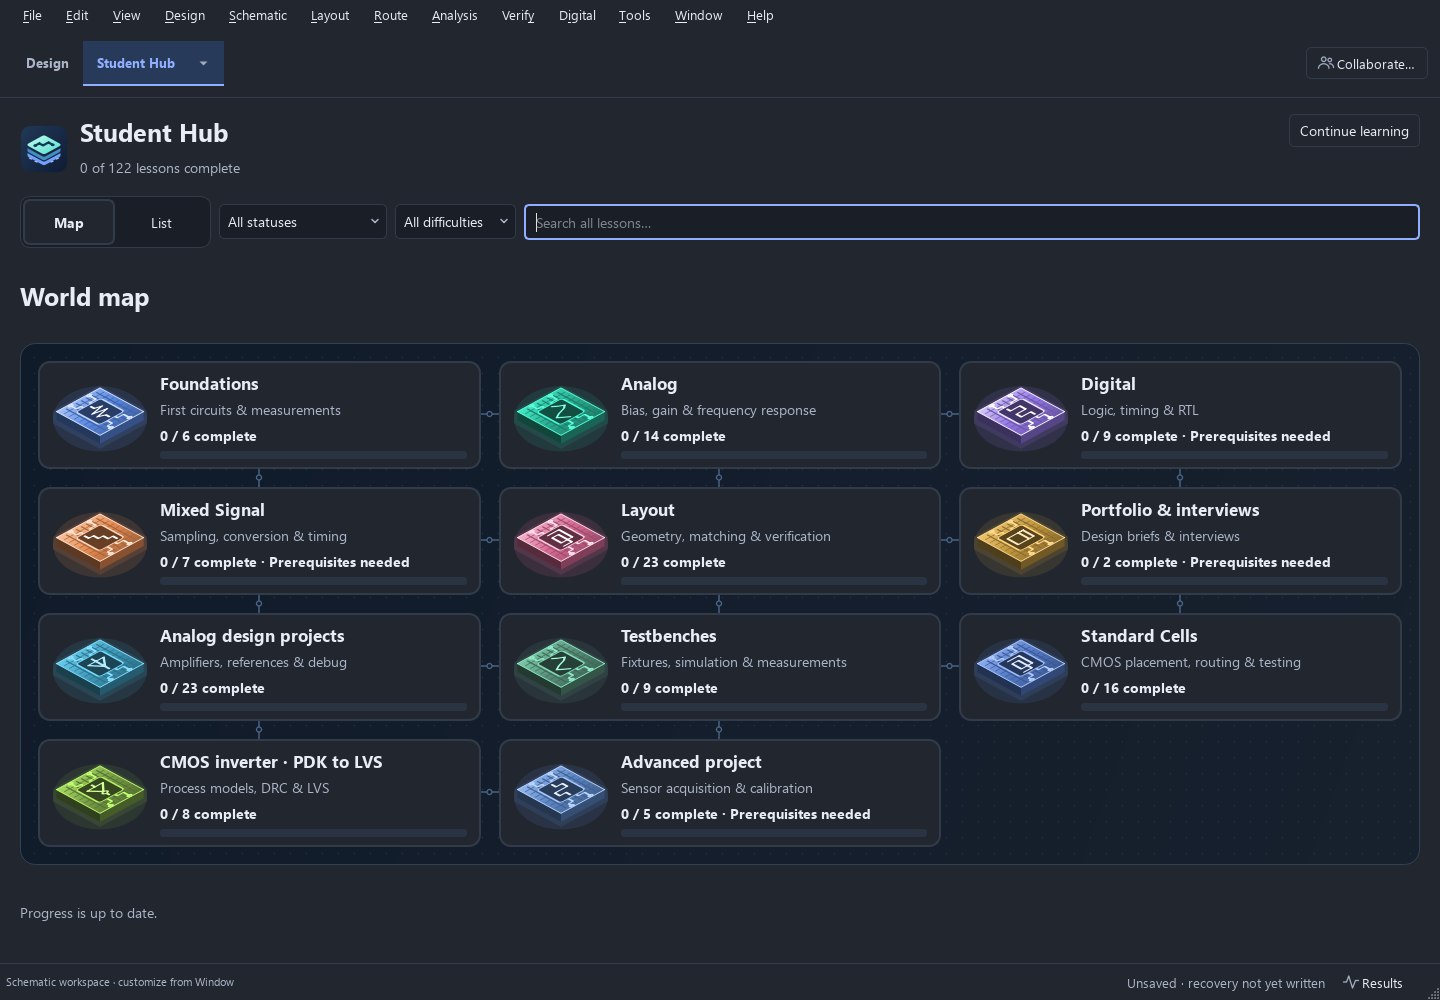 File Edit View Design Schematic Layout Route Analysis Verify Digital Tools Window Help
Design Student Hub Collaborate...
Student Hub
Continue learning
0 of 122 lessons complete
Map List All statuses All difficulties Search all lessons...
World map
Foundations
First circuits & measurements
0 / 6 complete
Analog
Bias, gain & frequency response
0 / 14 complete
Digital
Logic, timing & RTL
0 / 9 complete · Prerequisites needed
Mixed Signal
Sampling, conversion & timing
0 / 7 complete · Prerequisites needed
Layout
Geometry, matching & verification
0 / 23 complete
Portfolio & interviews
Design briefs & interviews
0 / 2 complete · Prerequisites needed
Analog design projects
Amplifiers, references & debug
0 / 23 complete
Testbenches
Fixtures, simulation & measurements
0 / 9 complete
Standard Cells
CMOS placement, routing & testing
0 / 16 complete
CMOS inverter · PDK to LVS
Process models, DRC & LVS
0 / 8 complete
Advanced project
Sensor acquisition & calibration
0 / 5 complete · Prerequisites needed
Progress is up to date.
Schematic workspace · customize from Window
Unsaved · recovery not yet written Results